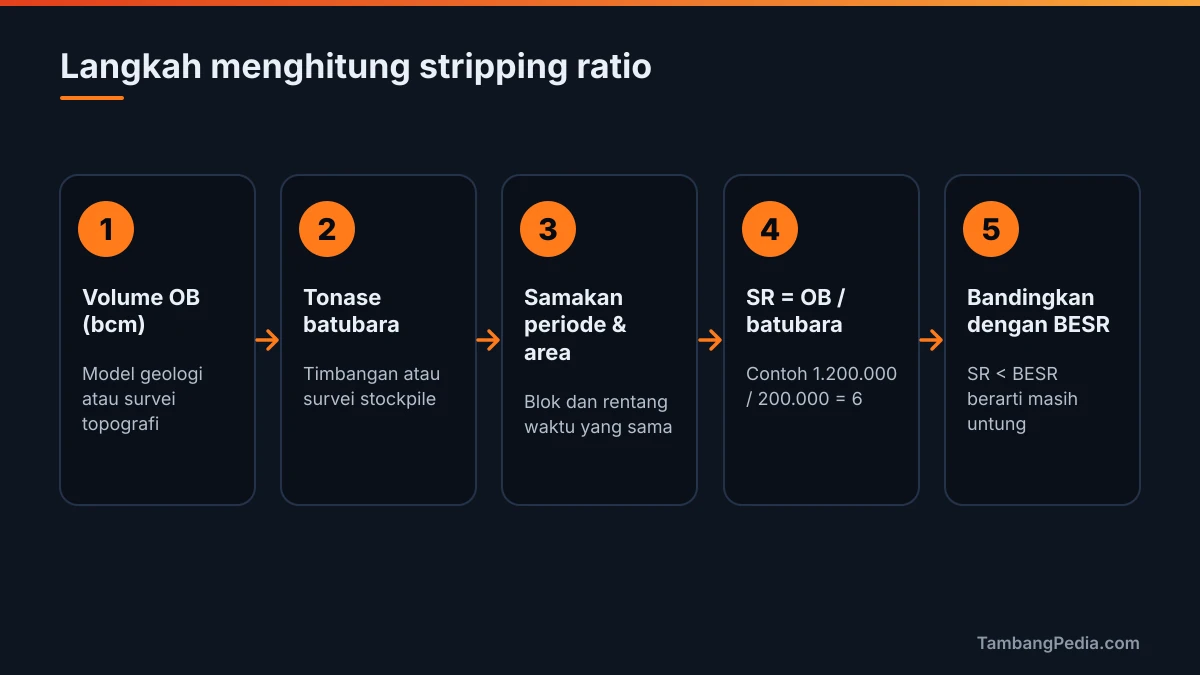 Langkah menghitung stripping ratio
1
Volume OB
(bcm)
Model geologi
atau survei
topografi
2
Tonase
batubara
Timbangan atau
survei stockpile
3
Samakan
periode &
area
Blok dan rentang
waktu yang sama
4
SR = OB /
batubara
Contoh 1.200.000
/ 200.000 = 6
5
Bandingkan
dengan BESR
SR < BESR
berarti masih
untung
TambangPedia.com